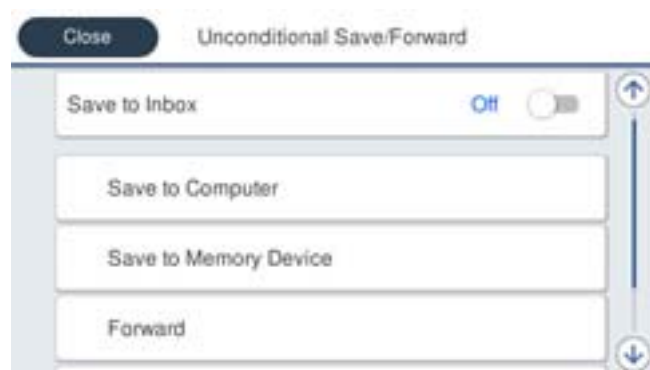 Close Unconditional Save/Forward
Save to Inbox Off
Save to Computer
Save to Memory Device
Forward